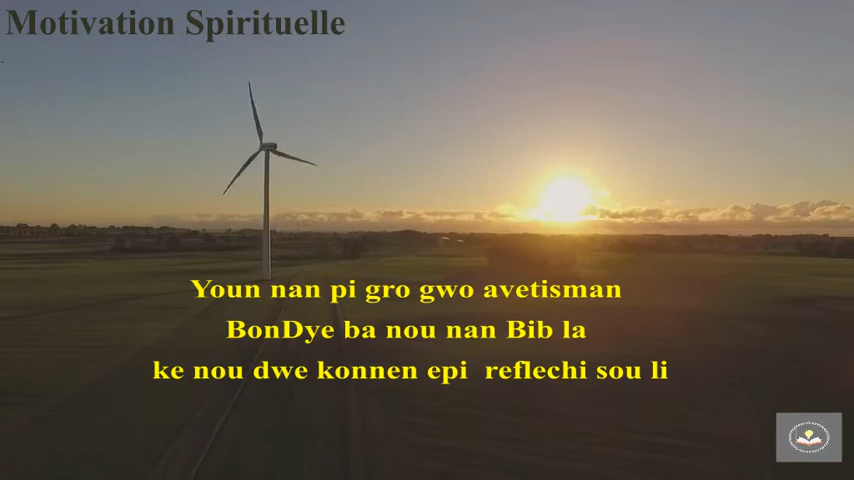 Motivation Spirituelle
Youn nan pi gro gwo avetisman
BonDye ba nou nan Bib la
ke nou dwe konnen epi reflechi sou li